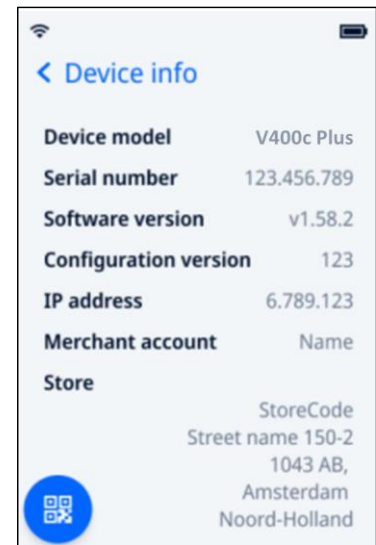 Device info
Device model V400c Plus
Serial number 123.456.789
Software version v1.58.2
Configuration version 123
IP address 6.789.123
Merchant account Name
Store
StoreCode
Street name 150-2
1043 AB,
Amsterdam
Noord-Holland